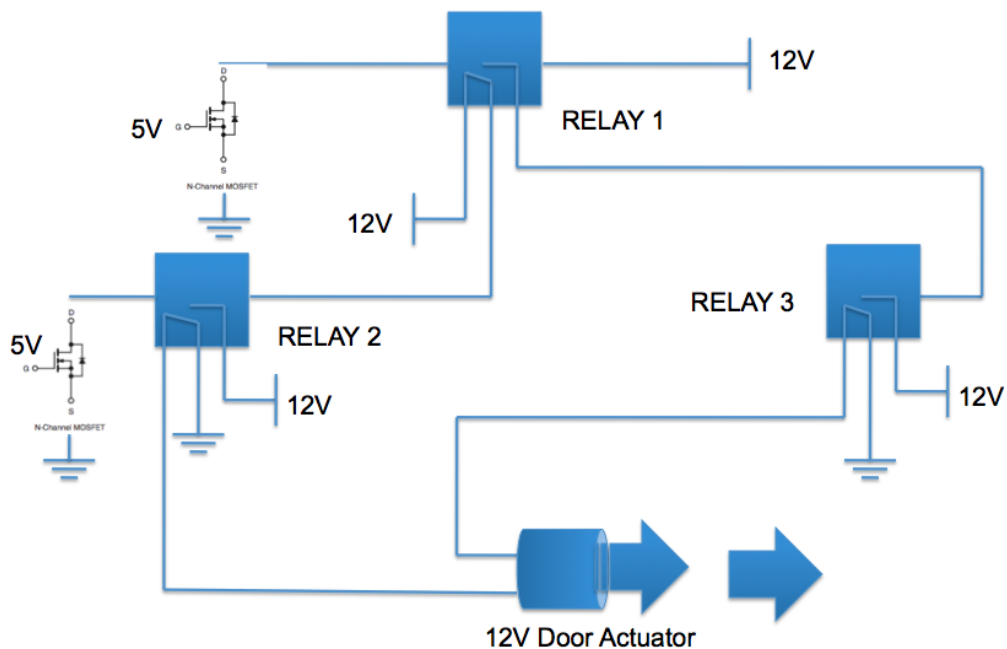 12V
D
5V
G
RELAY 1
S
N-Channel MOSFET
12V
RELAY 3
D
RELAY 2
5V
G
12V
12V
S
N-Channel MOSFET
12V Door Actuator